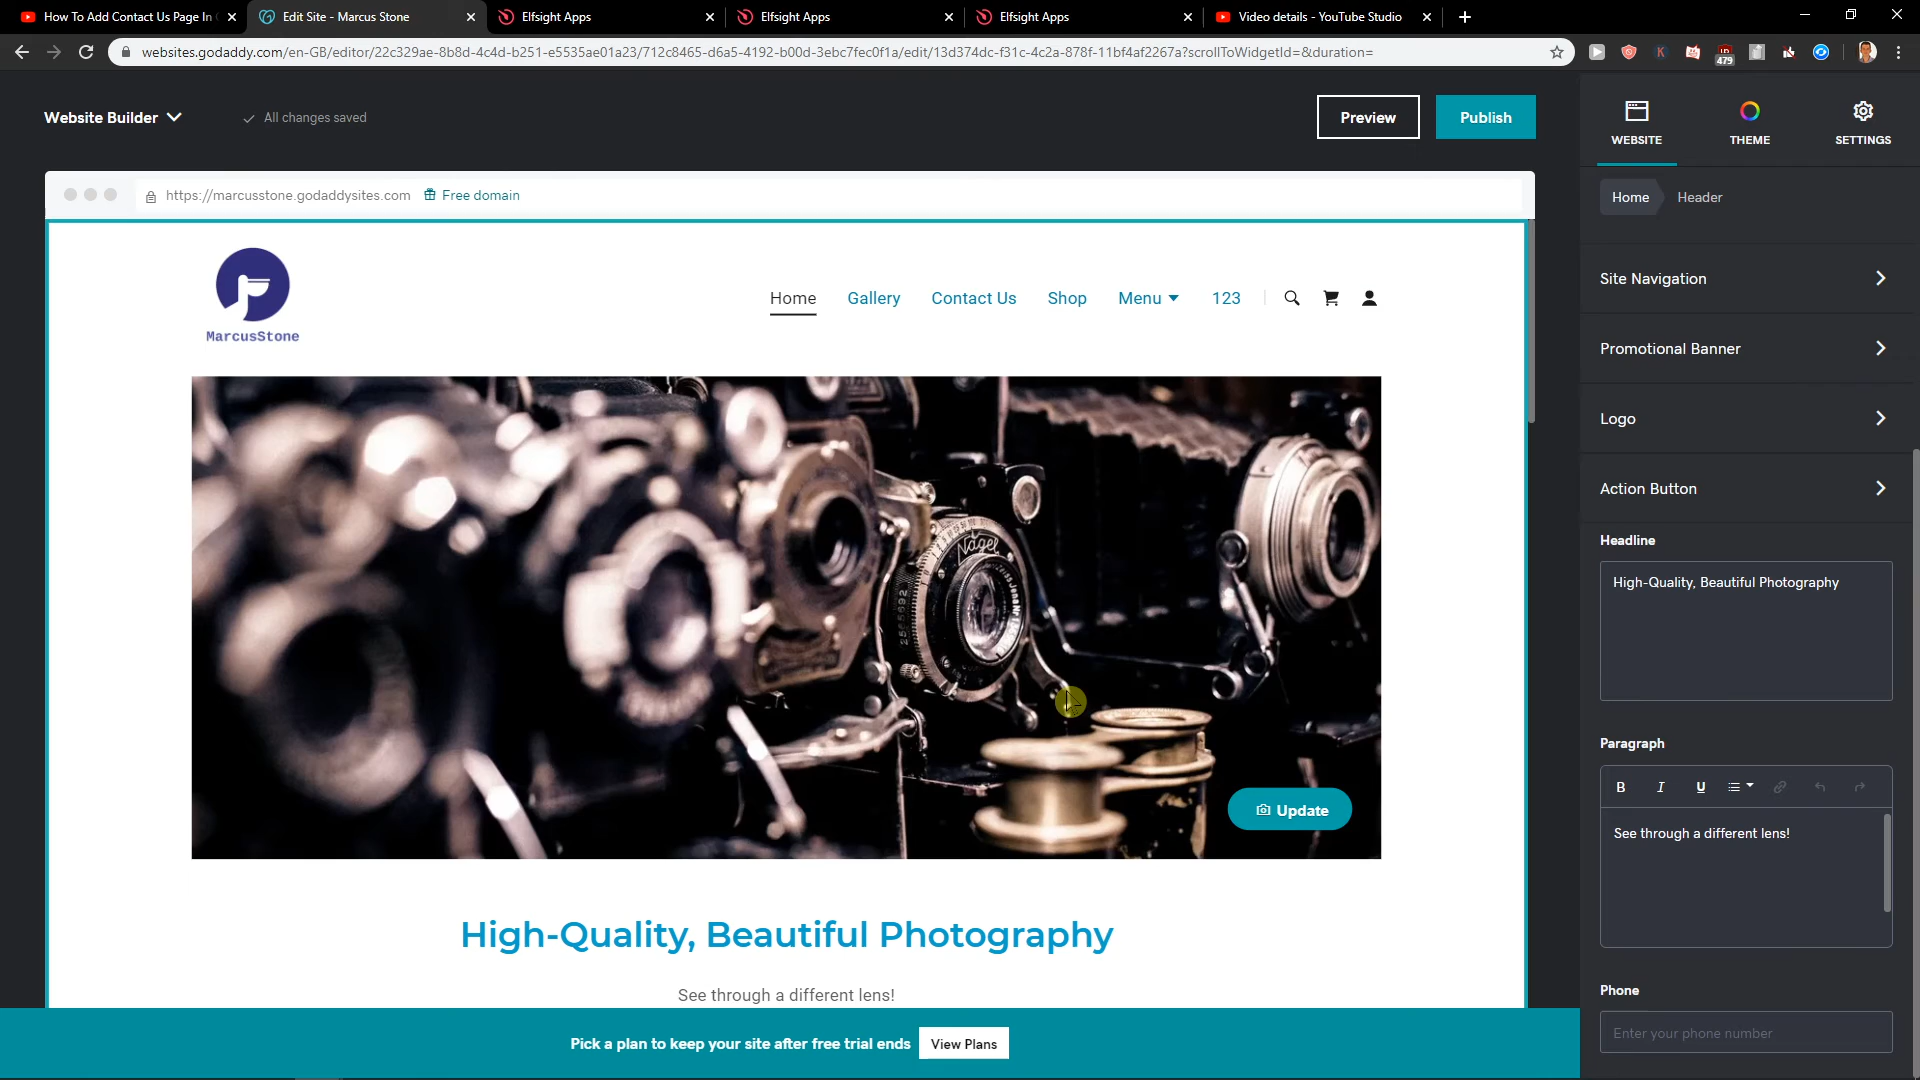 How To Add Contact Us Page In
Edit Site - Marcus Stone
Elfsight Apps
Elfsight Apps
Elfsight Apps
Video details - YouTube Studio
websites.godaddy.com/en-GB/editor/22c329ae-8b8d-4c4d-b251-e5535ae01a23/712c8465-d6a5-4192-b00d-3ebc7fec0f1a/edit/13d374dc-f31c-4c2a-878f-11bf4af2267a?scrollToWidgetId=&duration=
479
Website Builder
All changes saved
Preview
Publish
WEBSITE
THEME
SETTINGS
https://marcusstone.godaddysites.com
Free domain
Home
Header
MarcusStone
Home
Gallery
Contact Us
Shop
Menu
123
Site Navigation
Promotional Banner
Logo
Action Button
Headline
High-Quality, Beautiful Photography
Nagel
Update
Paragraph
B I U
See through a different lens!
High-Quality, Beautiful Photography
See through a different lens!
Phone
Enter your phone number
Pick a plan to keep your site after free trial ends
View Plans